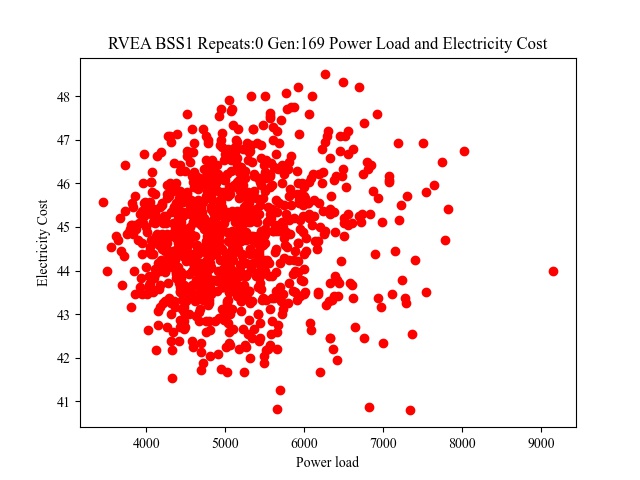 RVEA BSS1 Repeats:0 Gen:169 Power Load and Electricity Cost
48
47
46
45
44
43
42
41
Electricity Cost
4000 5000 6000 7000 8000 9000
Power load